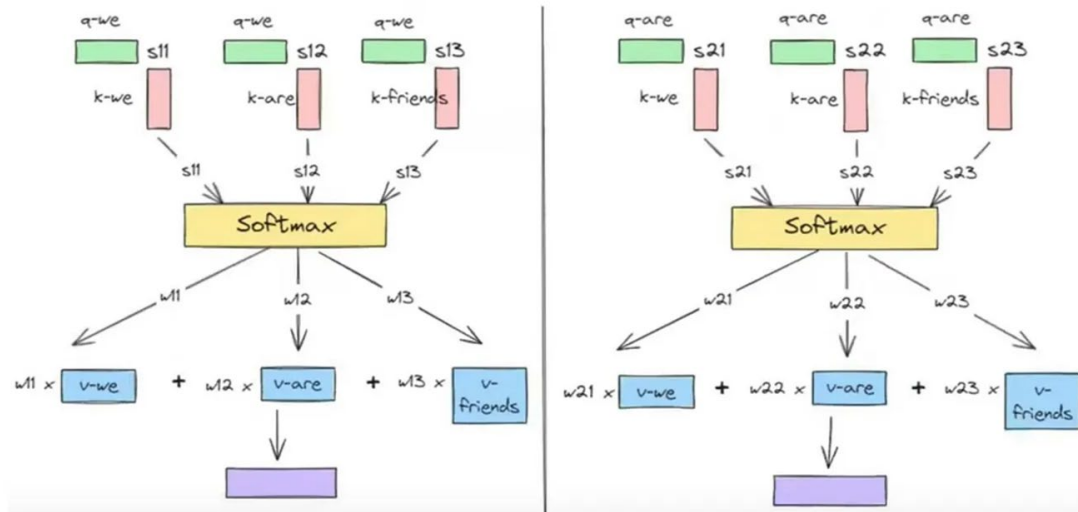 q-we q-we q-we
s11 s12 s13
k-we k-are k-friends
s11 s12 s13
Softmax
w11 w12 w13
w11 × v-we + w12 × v-are + w13 × v-friends
q-are q-are q-are
s21 s22 s23
k-we k-are k-friends
s21 s22 s23
Softmax
w21 w22 w23
w21 × v-we + w22 × v-are + w23 × v-friends